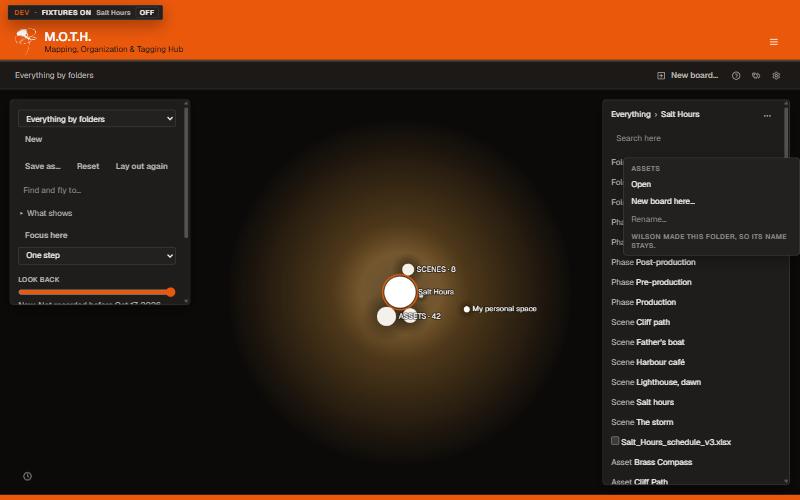 DEV - FIXTURES ON Salt Hours OFF
M.O.T.H.
Mapping, Organization & Tagging Hub
Everything by folders
New board...
Everything by folders
New
Save as... Reset Lay out again
Find and fly to...
What shows
Focus here
One step
LOOK BACK
SCENES · 8
Salt Hours
ASSETS · 42
My personal space
Everything › Salt Hours ...
Search here
ASSETS
Open
New board here...
Rename...
WILSON MADE THIS FOLDER, SO ITS NAME
STAYS.
Phase Post-production
Phase Pre-production
Phase Production
Scene Cliff path
Scene Father's boat
Scene Harbour café
Scene Lighthouse, dawn
Scene Salt hours
Scene The storm
Salt_Hours_schedule_v3.xlsx
Asset Brass Compass
Asset Cliff Path